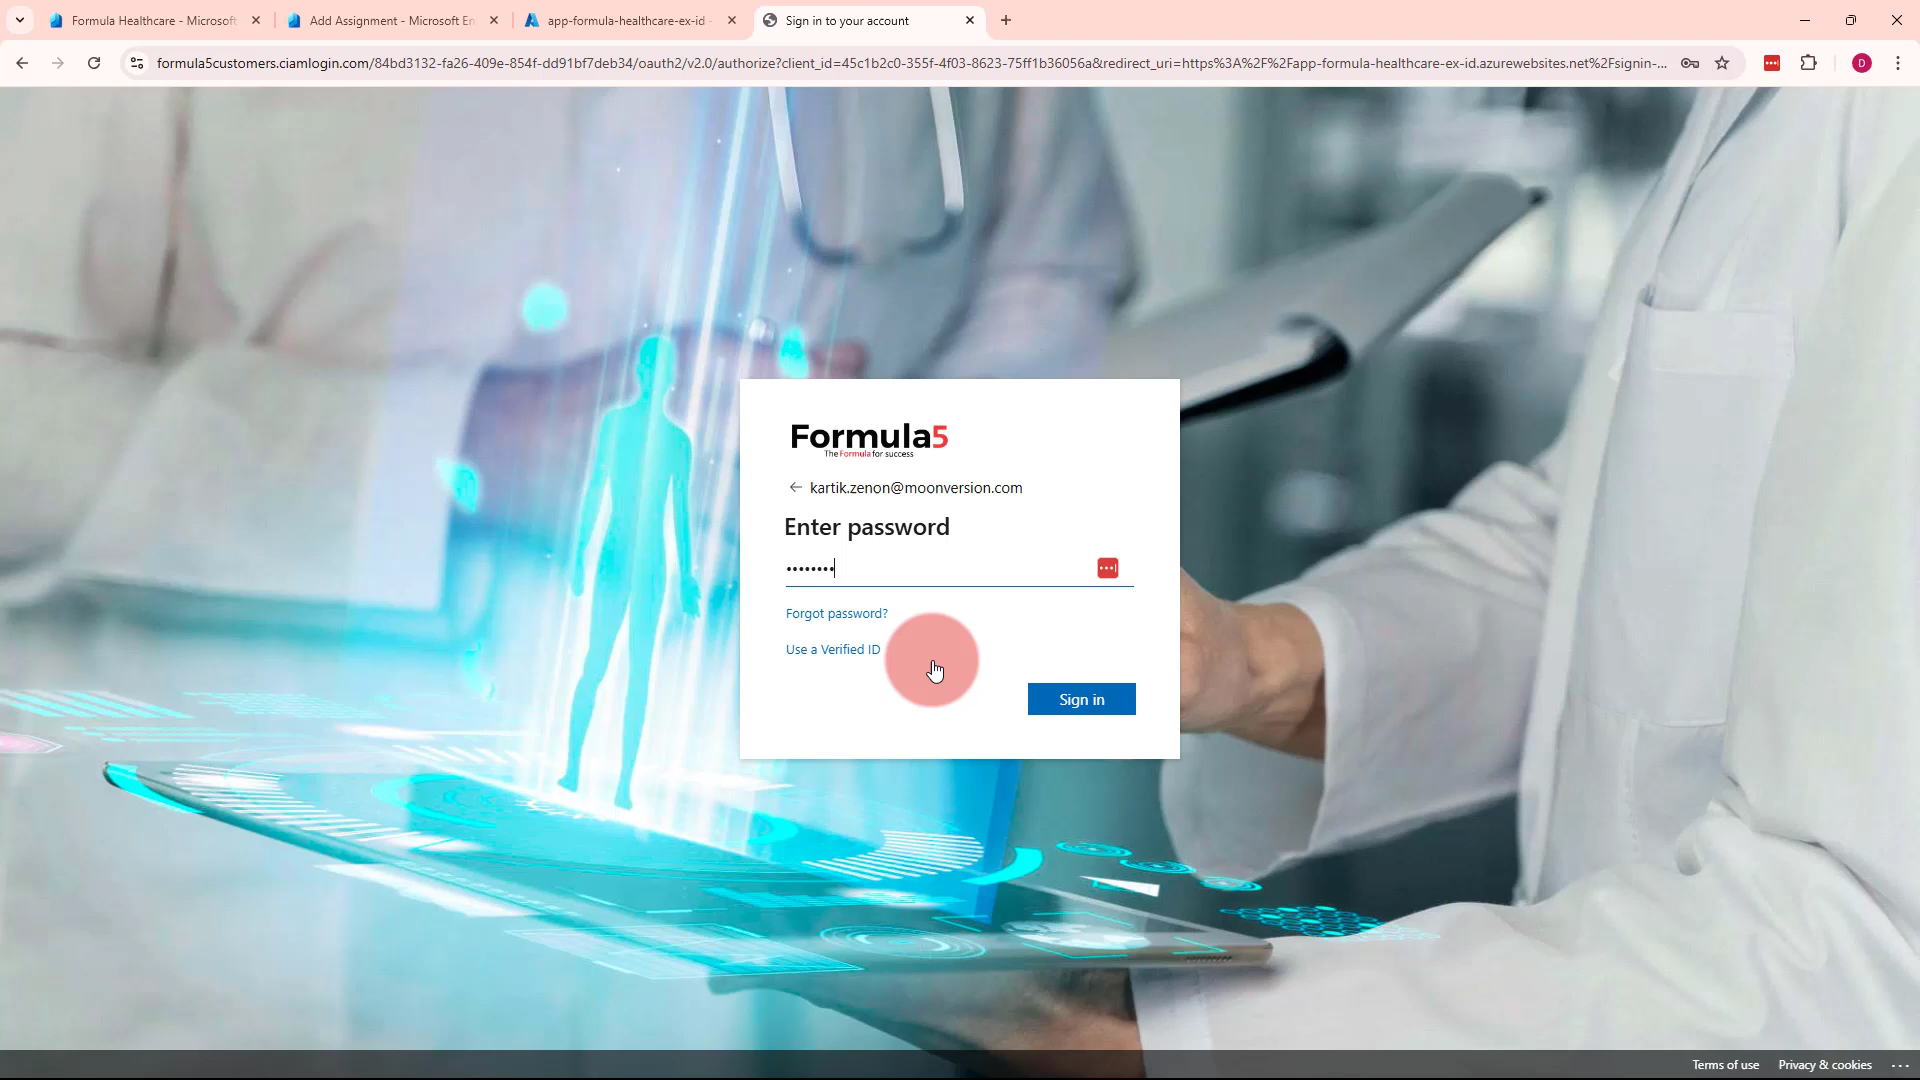 Formula Healthcare - Microsoft
Add Assignment - Microsoft En
app-formula-healthcare-ex-id -
Sign in to your account
formula5customers.ciamlogin.com/84bd3132-fa26-409e-854f-dd91bf7deb34/oauth2/v2.0/authorize?client_id=45c1b2c0-355f-4f03-8623-75ff1b36056a&redirect_uri=https%3A%2F%2Fapp-formula-healthcare-ex-id.azurewebsites.net%2Fsignin-...
D
Formula5
The Formula for success
kartik.zenon@moonversion.com
Enter password
••••••••
Forgot password?
Use a Verified ID
Sign in
Terms of use
Privacy & cookies
...